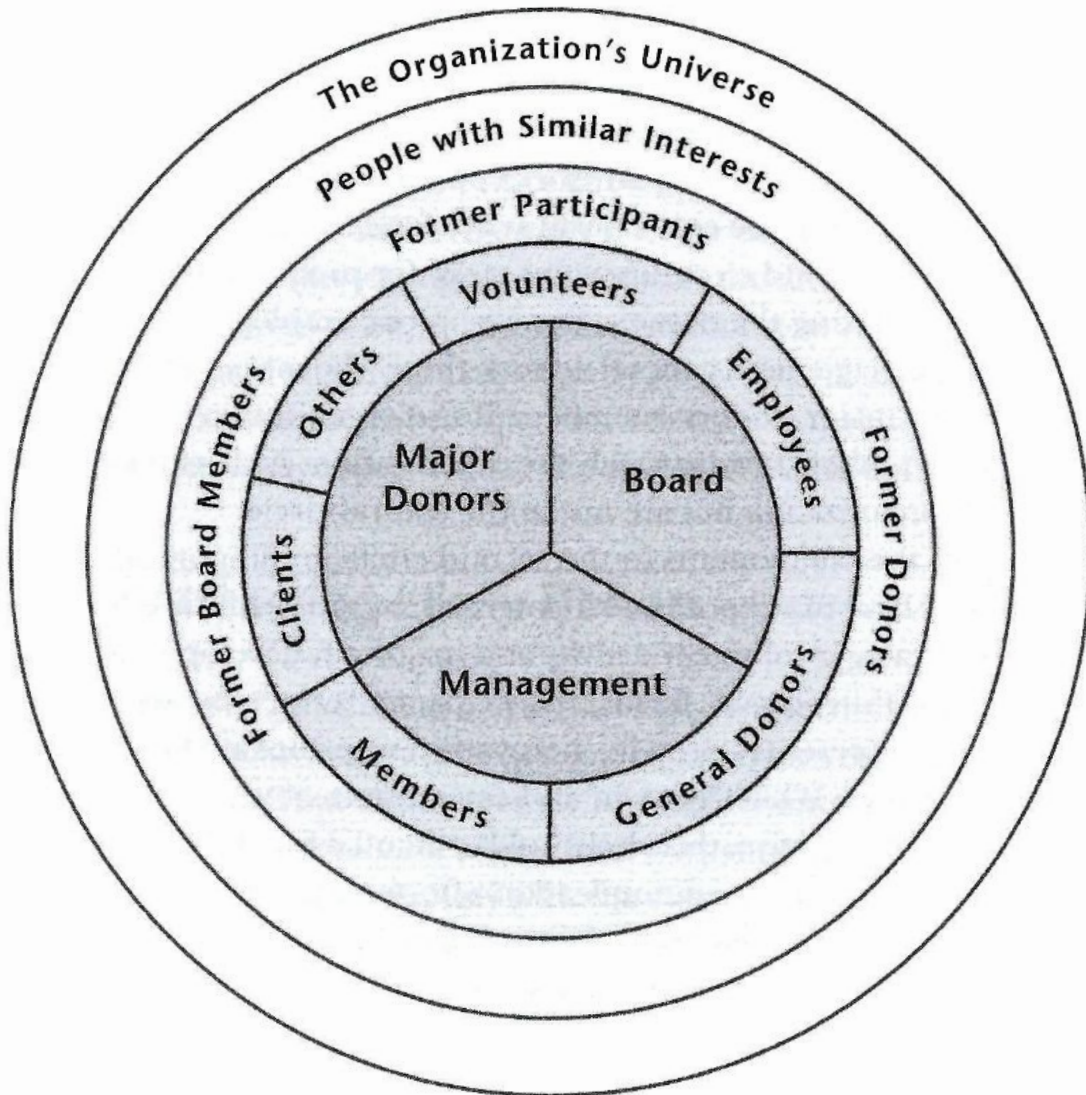 The Organization's Universe
People with Similar Interests
Former Participants
Volunteers
Others
Employees
Former Board Members
Former Donors
Major
Donors
Board
Clients
Management
Members
General Donors